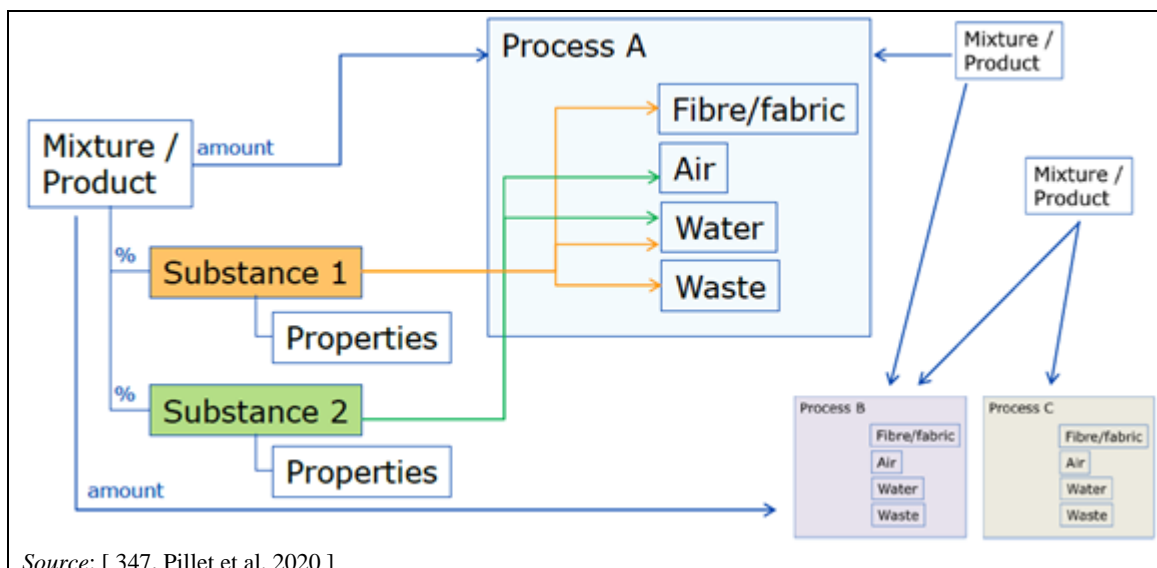 Process A
Mixture /
Product
Fibre/fabric
Mixture /
Product
amount
Air
Mixture /
Product
Water
%
Substance 1
Waste
Properties
%
Substance 2
Process B
Process C
Fibre/fabric
Fibre/fabric
Properties
Air
Air
amount
Water
Water
Waste
Waste
Source: [ 347, Pillet et al. 2020 ]